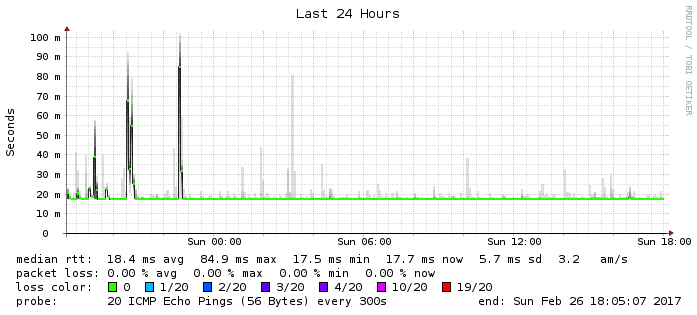 Last 24 Hours
RRDTOOL / TOBI OETIKER
Seconds
100 m
90 m
80 m
70 m
60 m
50 m
40 m
30 m
20 m
10 m
0
Sun 00:00 Sun 06:00 Sun 12:00 Sun 18:00
median rtt: 18.4 ms avg 84.9 ms max 17.5 ms min 17.7 ms now 5.7 ms sd 3.2 am/s
packet loss: 0.00 % avg 0.00 % max 0.00 % min 0.00 % now
loss color: 0 1/20 2/20 3/20 4/20 10/20 19/20
probe: 20 ICMP Echo Pings (56 Bytes) every 300s end: Sun Feb 26 18:05:07 2017